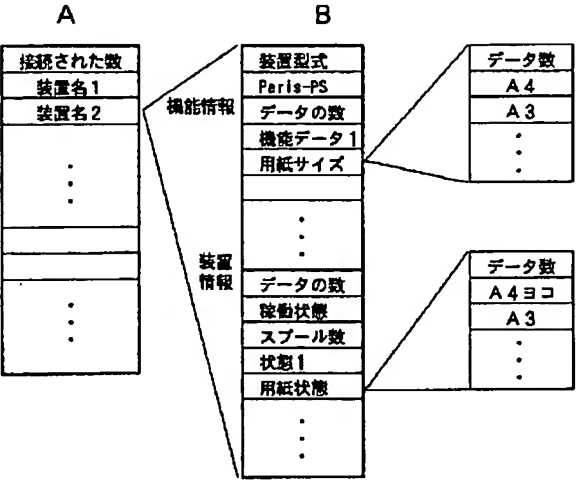 A
接続された数
装置名1
装置名2
B
機能情報
装置型式
Peris-PS
データの数
機能データ1
用紙サイズ
装置
情報
データの数
稼働状態
スプール数
状態1
用紙状態
データ数
A4
A3
データ数
A4ヨコ
A3